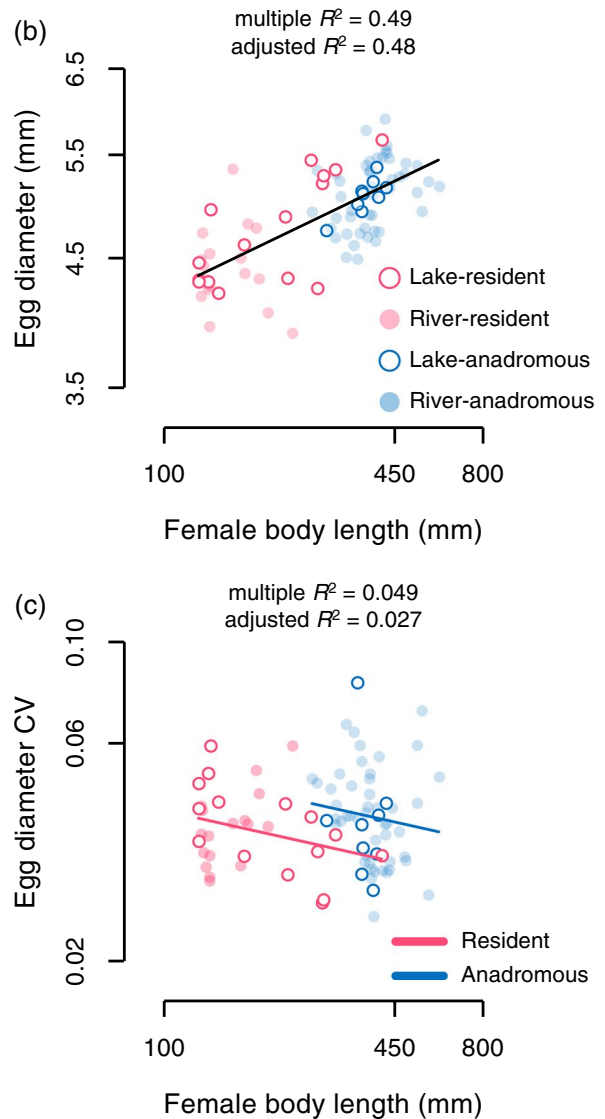 (b)
multiple R² = 0.49
adjusted R² = 0.48
6.5
5.5
4.5
3.5
Egg diameter (mm)
Lake-resident
River-resident
Lake-anadromous
River-anadromous
100
450
800
Female body length (mm)
(c)
multiple R² = 0.049
adjusted R² = 0.027
0.10
0.06
0.02
Egg diameter CV
Resident
Anadromous
100
450
800
Female body length (mm)